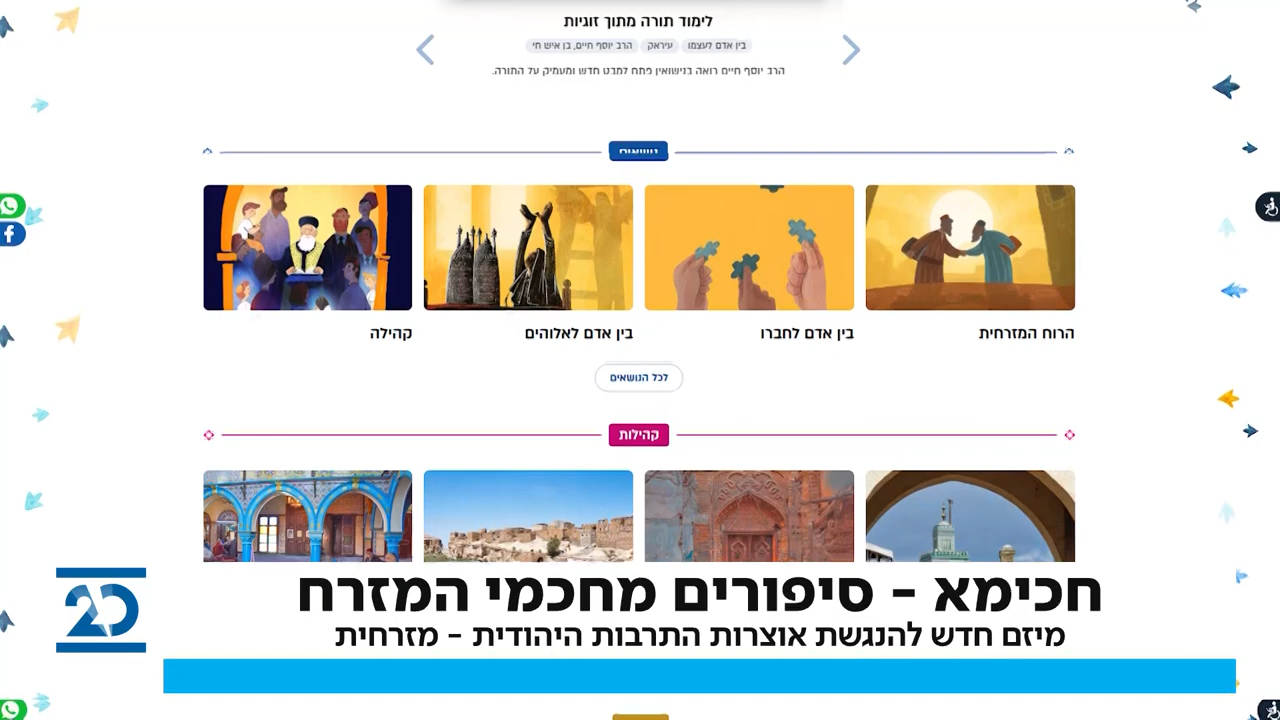 לימוד תורה מתוך זוגיות
בין אדם לעצמו
עיראק
הרב יוסף חיים, בן איש חי
הרב יוסף חיים רואה בנישואין פתח למבט חדש ומעמיק על התורה.
נושאים
הרוח המזרחית
בין אדם לחברו
בין אדם לאלוהים
קהילה
לכל הנושאים
קהילות
חכימא - סיפורים מחכמי המזרח
מיזם חדש להנגשת אוצרות התרבות היהודית - מזרחית
20